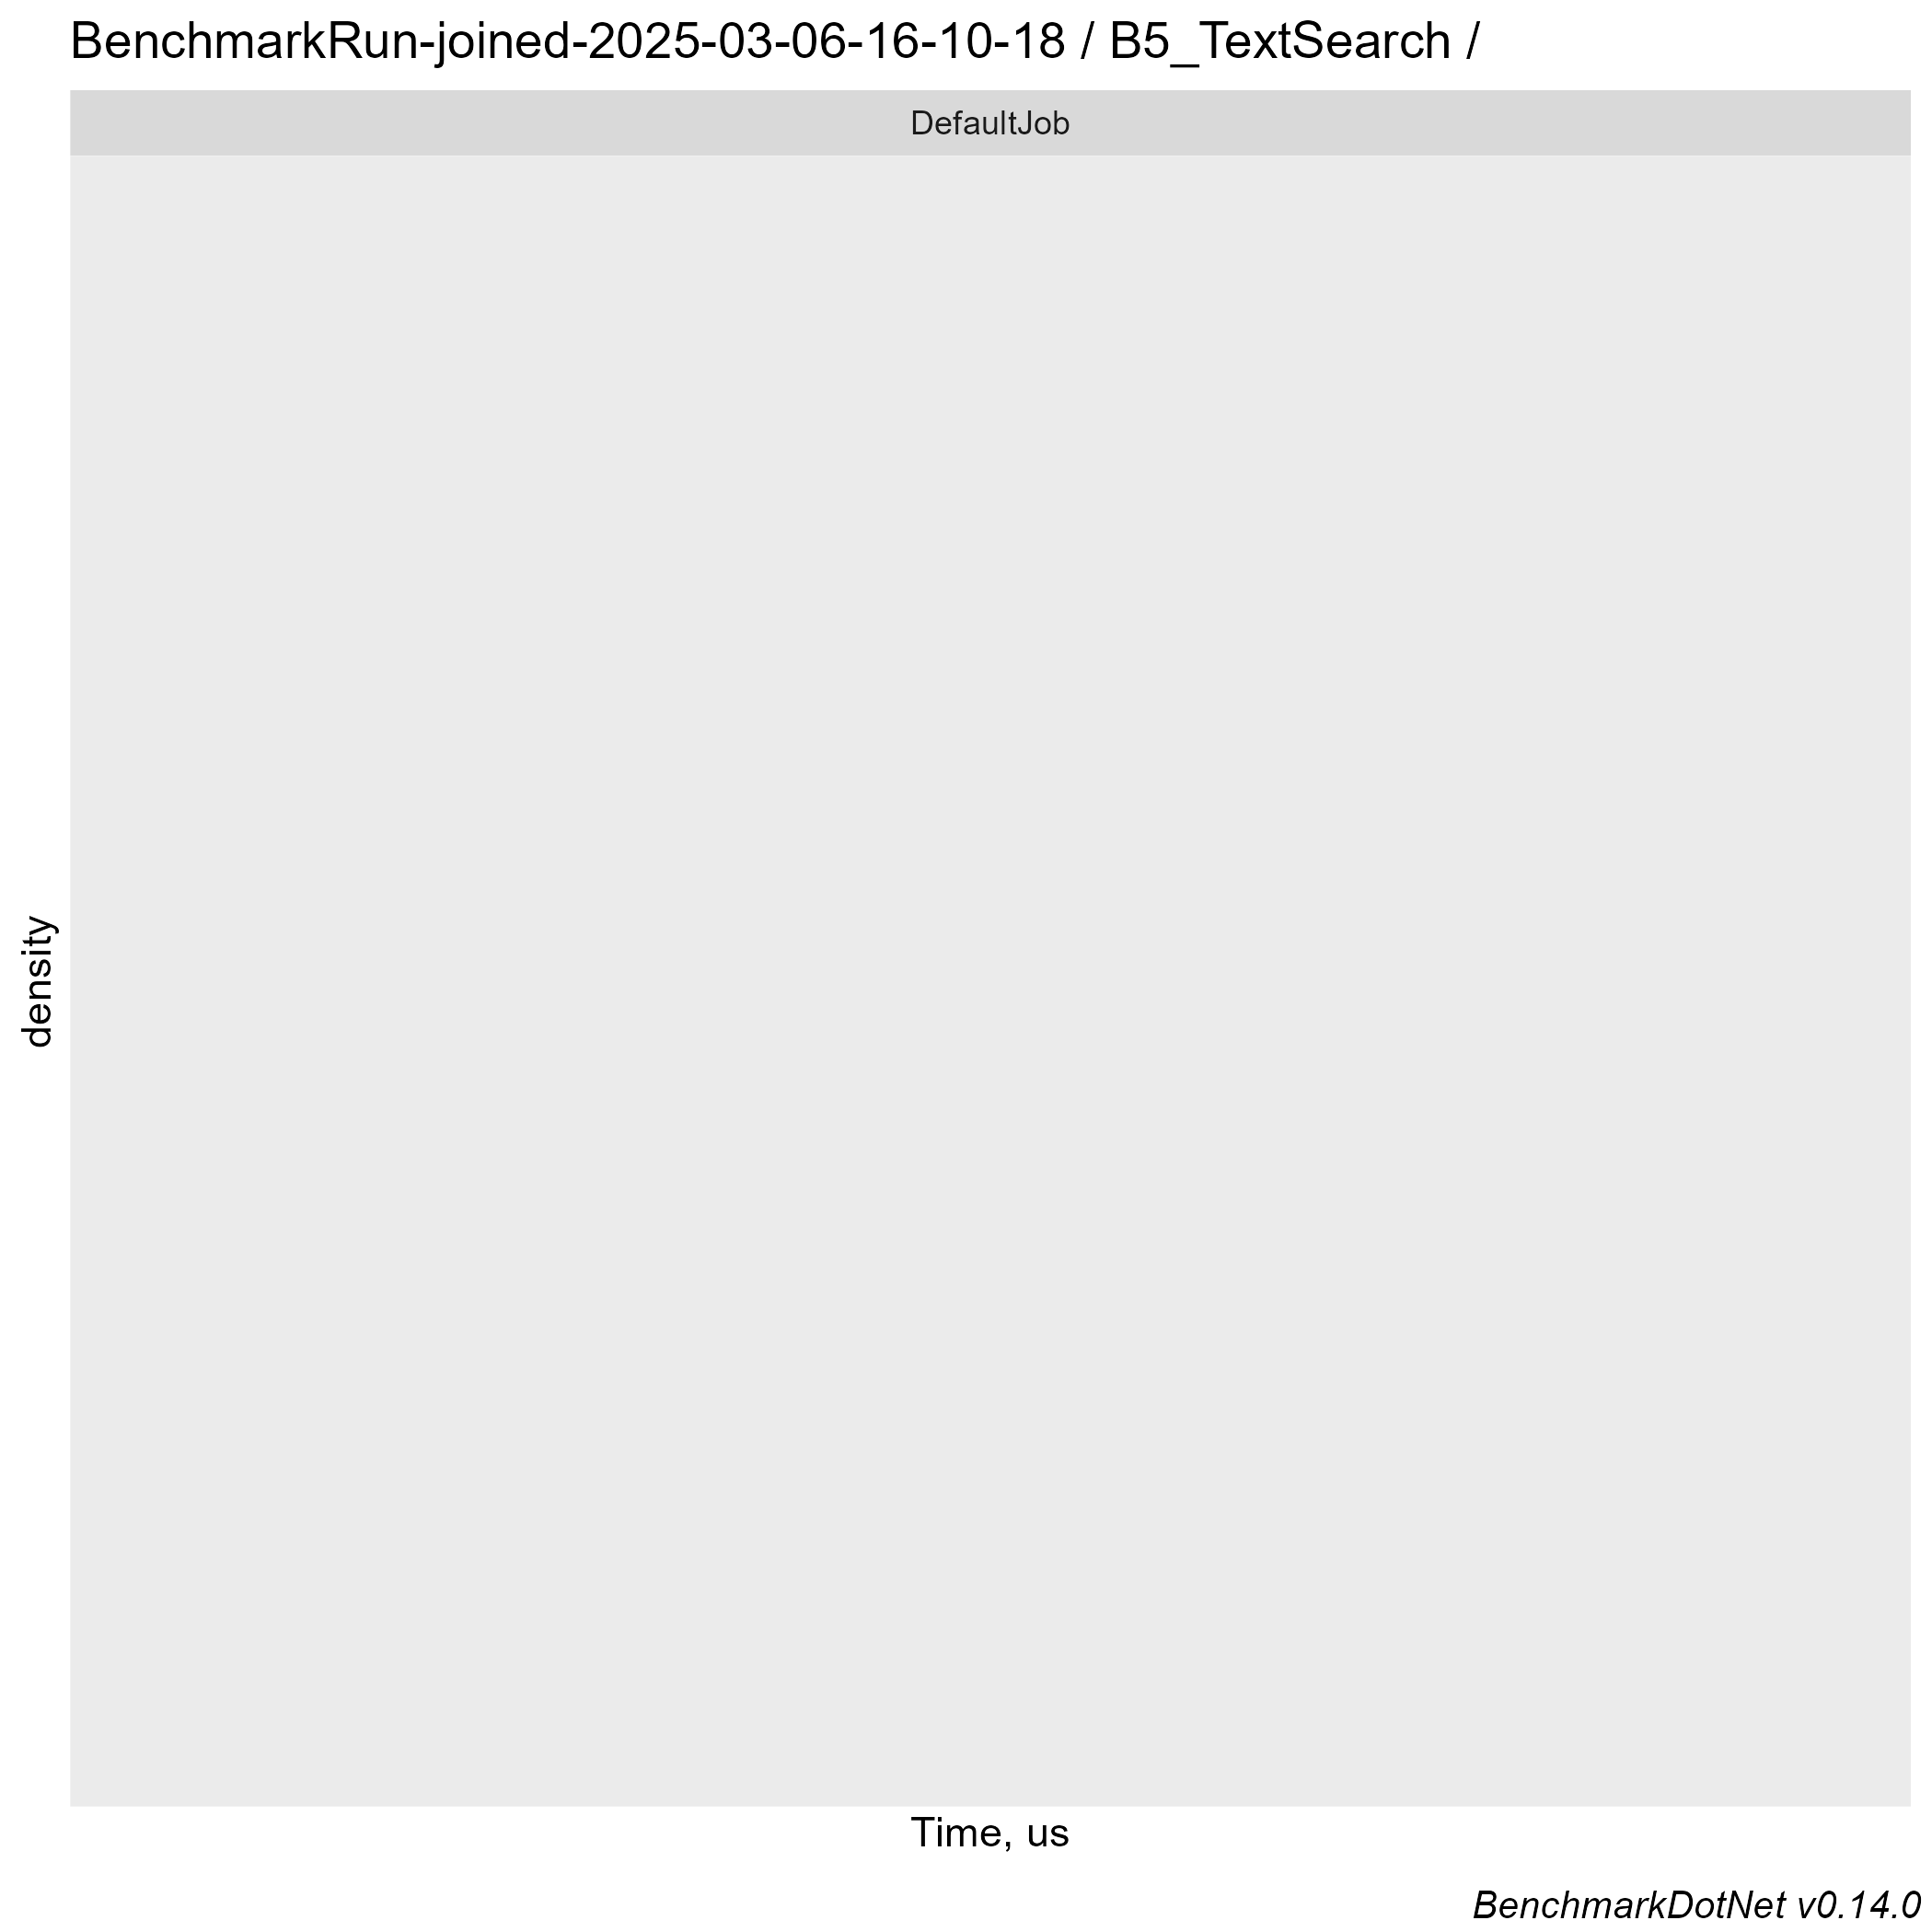 BenchmarkRun-joined-2025-03-06-16-10-18 / B5_TextSearch /
DefaultJob
density
Time, us
BenchmarkDotNet v0.14.0